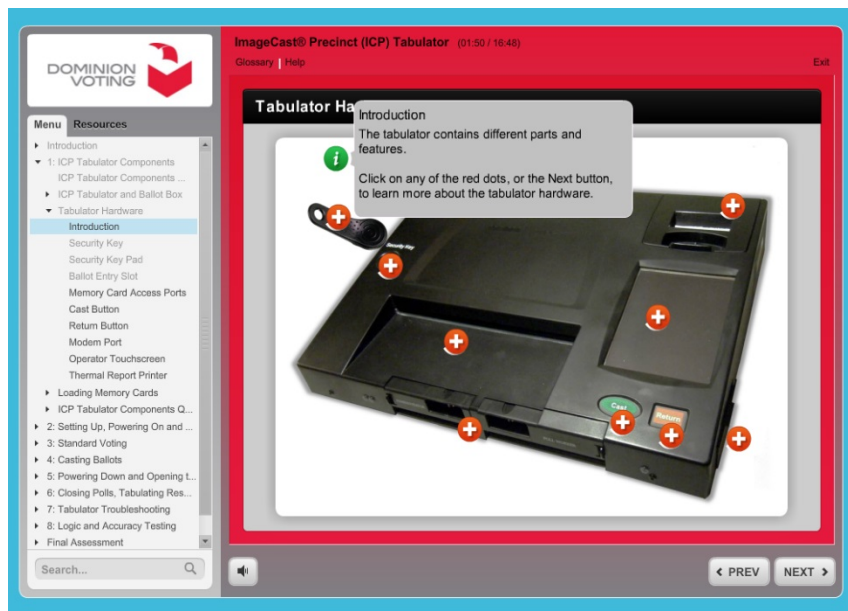 DOMINION
VOTING
ImageCast® Precinct (ICP) Tabulator (01:50 / 16:48)
Glossary | Help
Exit
Menu Resources
Introduction
1: ICP Tabulator Components
ICP Tabulator Components ...
ICP Tabulator and Ballot Box
Tabulator Hardware
Introduction
Security Key
Security Key Pad
Ballot Entry Slot
Memory Card Access Ports
Cast Button
Return Button
Modem Port
Operator Touchscreen
Thermal Report Printer
Loading Memory Cards
ICP Tabulator Components Q...
2: Setting Up, Powering On and ...
3: Standard Voting
4: Casting Ballots
5: Powering Down and Opening t...
6: Closing Polls, Tabulating Res...
7: Tabulator Troubleshooting
8: Logic and Accuracy Testing
Final Assessment
Search...
Tabulator Ha
i
Introduction
The tabulator contains different parts and
features.
Click on any of the red dots, or the Next button,
to learn more about the tabulator hardware.
Security Key
Cast
Return
PREV
NEXT